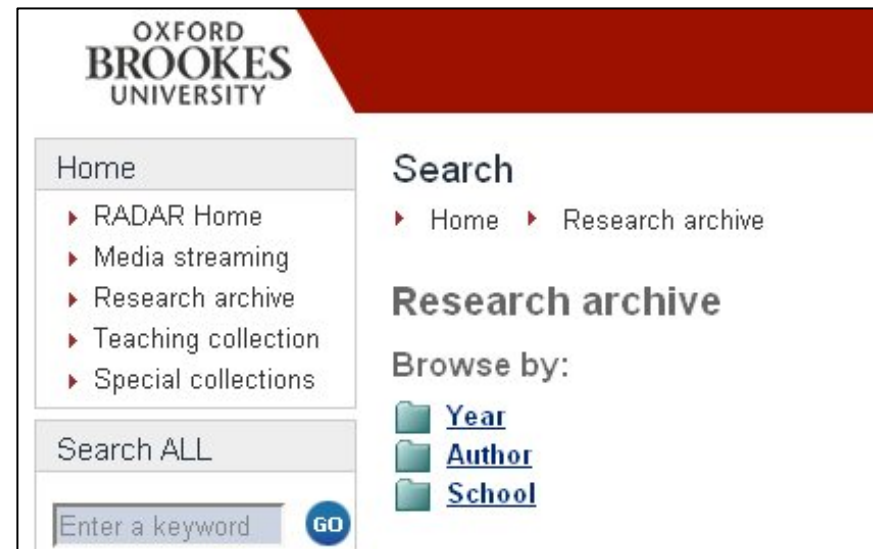 OXFORD
BROOKES
UNIVERSITY
Home
RADAR Home
Media streaming
Research archive
Teaching collection
Special collections
Search ALL
Enter a keyword GO
Search
Home Research archive
Research archive
Browse by:
Year
Author
School